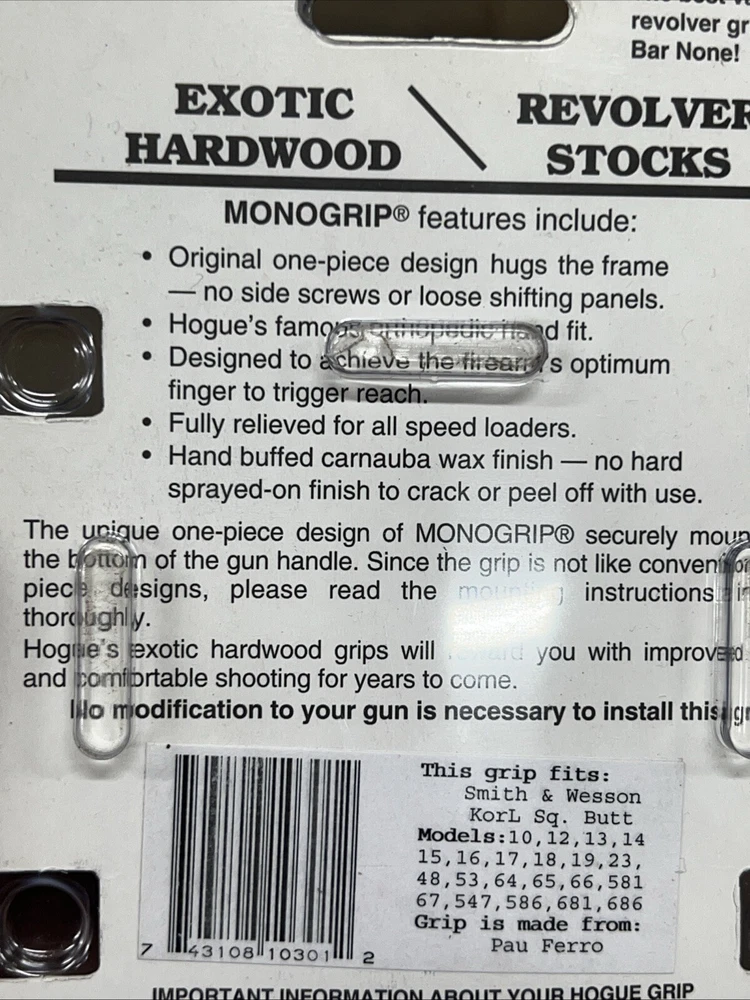 revolver gr
Bar None!
EXOTIC HARDWOOD
REVOLVER STOCKS
MONOGRIP® features include:
• Original one-piece design hugs the frame
— no side screws or loose shifting panels.
• Hogue's famous orthopedic hand fit.
• Designed to achieve the firearm's optimum
finger to trigger reach.
• Fully relieved for all speed loaders.
• Hand buffed carnauba wax finish — no hard
sprayed-on finish to crack or peel off with use.
The unique one-piece design of MONOGRIP® securely moun
the bottom of the gun handle. Since the grip is not like convention
piece designs, please read the mounting instructions in
thoroughly.
Hogue's exotic hardwood grips will reward you with improved
and comfortable shooting for years to come.
No modification to your gun is necessary to install this gr
This grip fits:
Smith & Wesson
KorL Sq. Butt
Models:10,12,13,14
15,16,17,18,19,23,
48,53,64,65,66,581
67,547,586,681,686
Grip is made from:
Pau Ferro
7 43108 10301 2
IMPORTANT INFORMATION ABOUT YOUR HOGUE GRIP